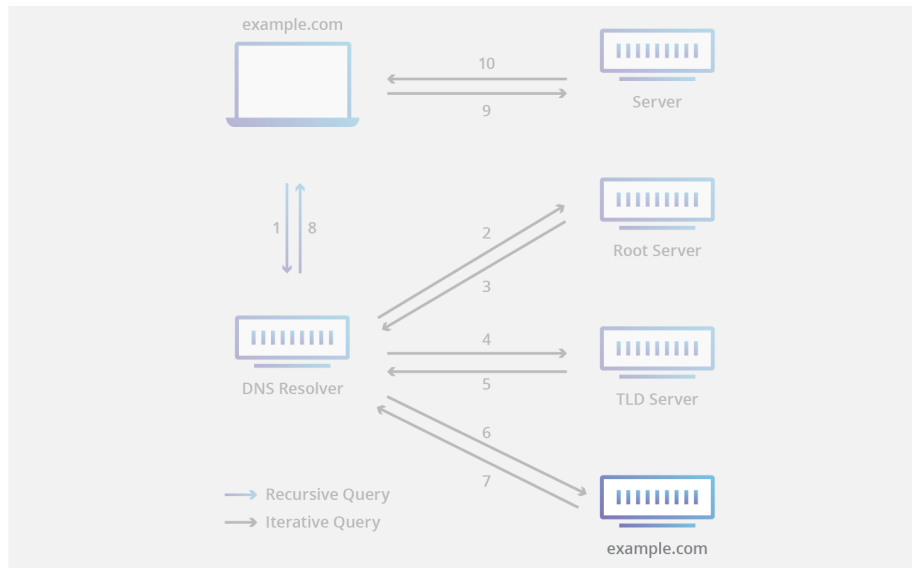 example.com
10
9
Server
1
8
2
3
Root Server
4
5
DNS Resolver
TLD Server
6
7
Recursive Query
Iterative Query
example.com